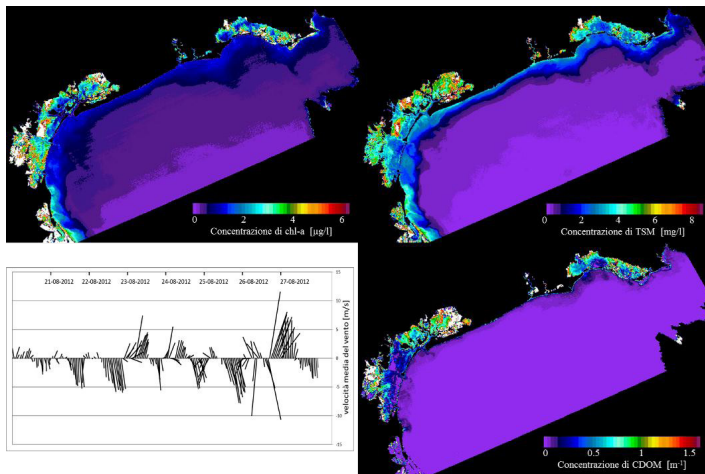 0 2 4 6
Concentrazione di chl-a [µg/l]
0 2 4 6 8
Concentrazione di TSM [mg/l]
21-08-2012 22-08-2012 23-08-2012 24-08-2012 25-08-2012 26-08-2012 27-08-2012
15
10
5
0
-5
-10
-15
velocità media del vento [m/s]
0 0.5 1 1.5
Concentrazione di CDOM [m-1]